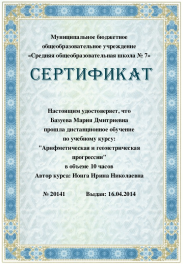 Муниципальное бюджетное
общеобразовательное учреждение
«Средняя общеобразовательная школа № 7»
СЕРТИФИКАТ
Настоящим удостоверяет, что
Базуева Мария Дмитриевна
прошла дистанционное обучение
по учебному курсу:
"Арифметическая и геометрическая
прогрессии"
в объеме 10 часов
Автор курса: Нонга Ирина Николаевна
№ 20141 Выдан: 16.04.2014